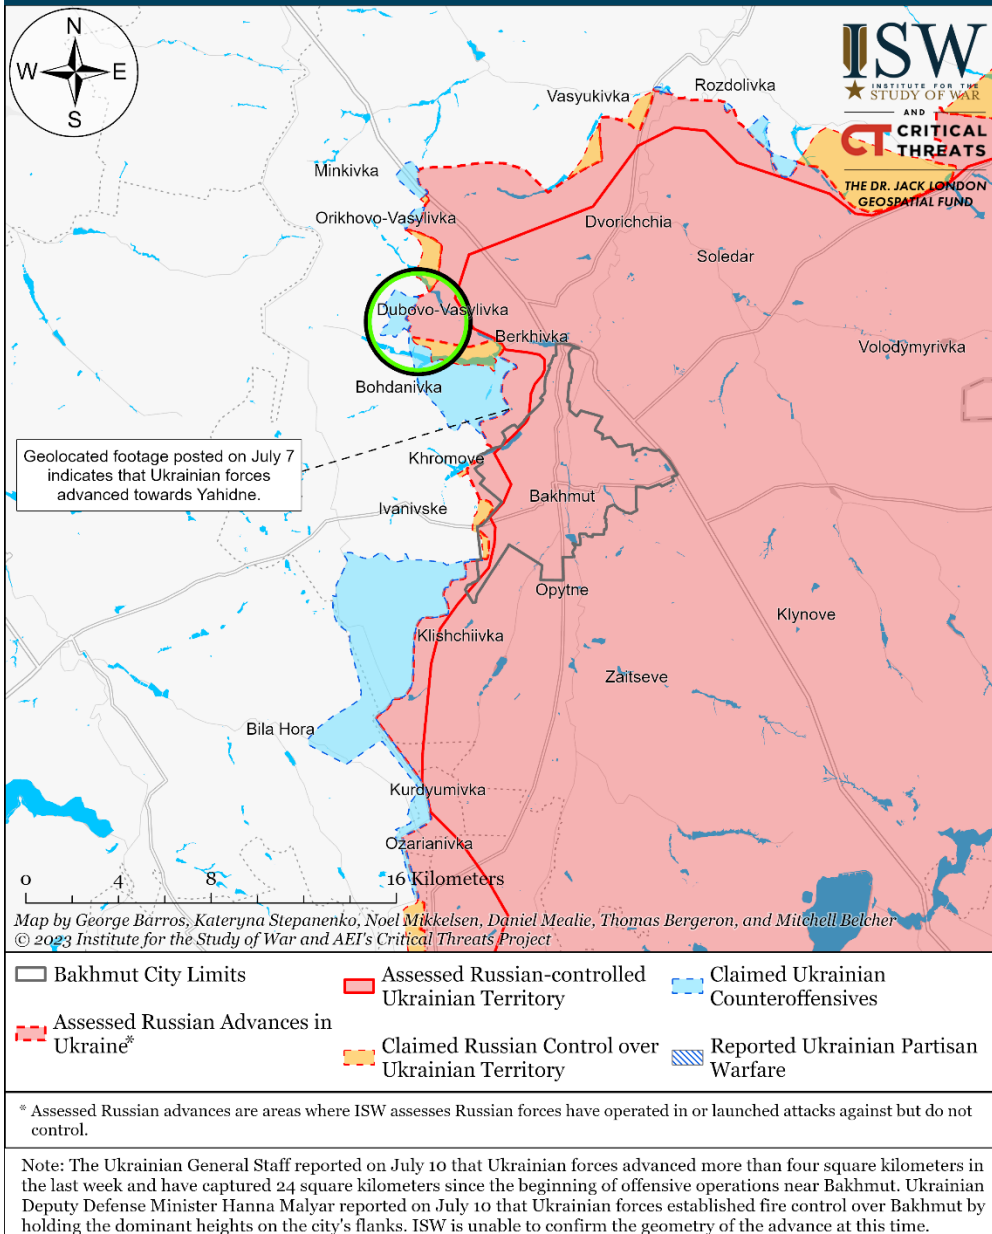 N
W
E
S
ISW
INSTITUTE FOR THE
STUDY OF WAR
AND
CT CRITICAL
THREATS
THE DR. JACK LONDON
GEOSPATIAL FUND
Rozdolivka
Vasyukivka
Minkivka
Orikhovo-Vasylivka
Dvorichchia
Soledar
Dubovo-Vasylivka
Berkhivka
Volodymyrivka
Bohdanivka
Geolocated footage posted on July 7
indicates that Ukrainian forces
advanced towards Yahidne.
Khromove
Bakhmut
Ivanivske
Opytne
Klynove
Klishchiivka
Zaitseve
Bila Hora
Kurdyumivka
Ozarianivka
0 4 8 16 Kilometers
Map by George Barros, Kateryna Stepanenko, Noel Mikkelsen, Daniel Mealie, Thomas Bergeron, and Mitchell Belcher
© 2023 Institute for the Study of War and AEI's Critical Threats Project
Bakhmut City Limits
Assessed Russian Advances in
Ukraine*
Assessed Russian-controlled
Ukrainian Territory
Claimed Russian Control over
Ukrainian Territory
Claimed Ukrainian
Counteroffensives
Reported Ukrainian Partisan
Warfare
* Assessed Russian advances are areas where ISW assesses Russian forces have operated in or launched attacks against but do not
control.
Note: The Ukrainian General Staff reported on July 10 that Ukrainian forces advanced more than four square kilometers in
the last week and have captured 24 square kilometers since the beginning of offensive operations near Bakhmut. Ukrainian
Deputy Defense Minister Hanna Malyar reported on July 10 that Ukrainian forces established fire control over Bakhmut by
holding the dominant heights on the city's flanks. ISW is unable to confirm the geometry of the advance at this time.